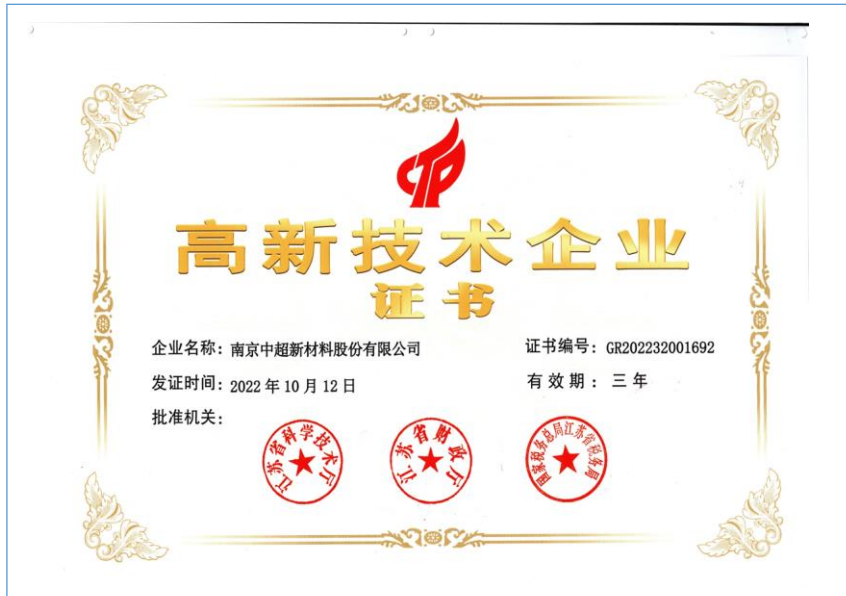 高新技术企业
证书
企业名称：南京中超新材料股份有限公司
证书编号：GR202232001692
发证时间：2022年10月12日
有效期：三年
批准机关：
江苏省科学技术厅
江苏省财政厅
国家税务总局江苏省税务局